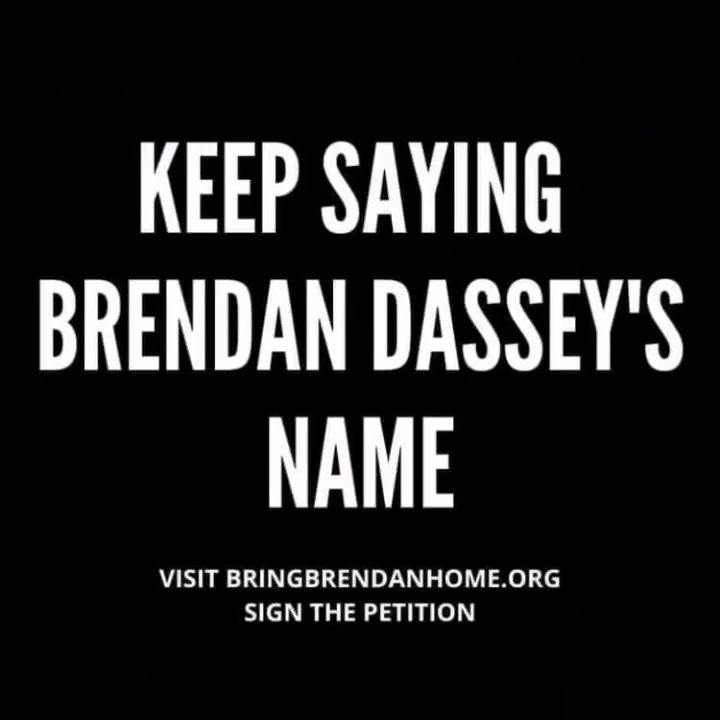 KEEP SAYING
BRENDAN DASSEY'S
NAME
VISIT BRINGBRENDANHOME.ORG
SIGN THE PETITION